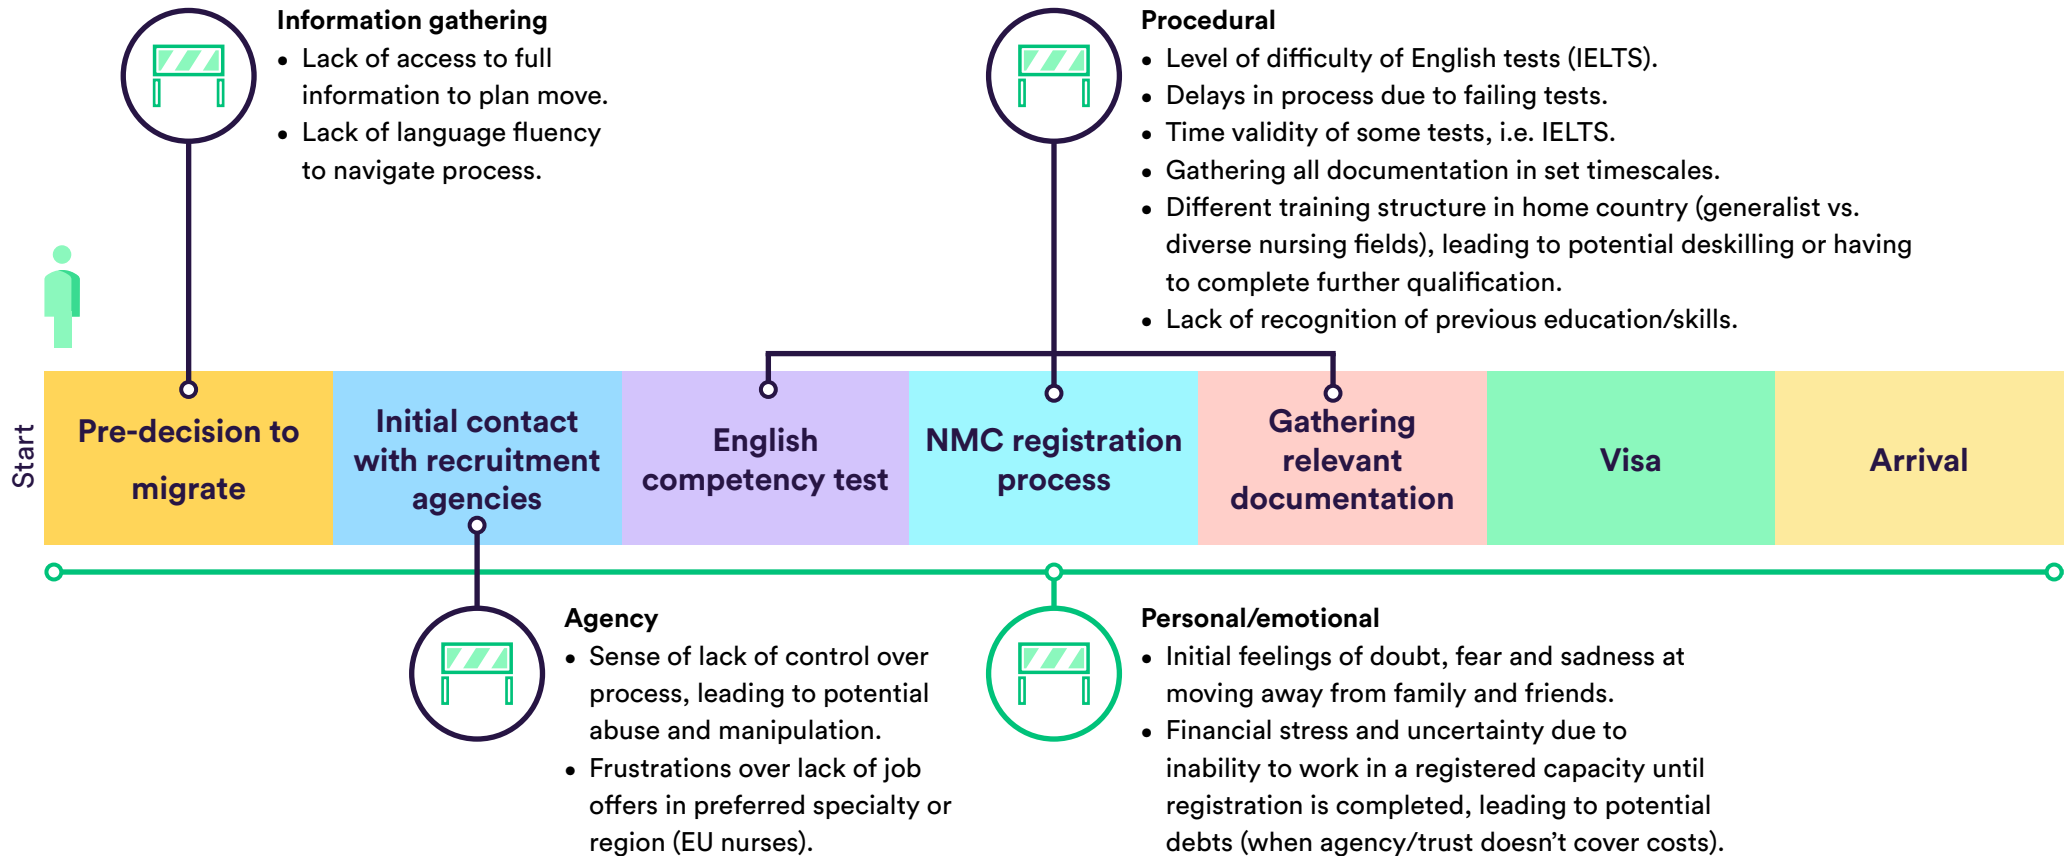 Information gathering
• Lack of access to full
information to plan move.
• Lack of language fluency
to navigate process.
Procedural
• Level of difficulty of English tests (IELTS).
• Delays in process due to failing tests.
• Time validity of some tests, i.e. IELTS.
• Gathering all documentation in set timescales.
• Different training structure in home country (generalist vs.
diverse nursing fields), leading to potential deskilling or having
to complete further qualification.
• Lack of recognition of previous education/skills.
Start
Pre-decision to
migrate
Initial contact
with recruitment
agencies
English
competency test
NMC registration
process
Gathering
relevant
documentation
Visa
Arrival
Agency
• Sense of lack of control over
process, leading to potential
abuse and manipulation.
• Frustrations over lack of job
offers in preferred specialty or
region (EU nurses).
Personal/emotional
• Initial feelings of doubt, fear and sadness at
moving away from family and friends.
• Financial stress and uncertainty due to
inability to work in a registered capacity until
registration is completed, leading to potential
debts (when agency/trust doesn’t cover costs).